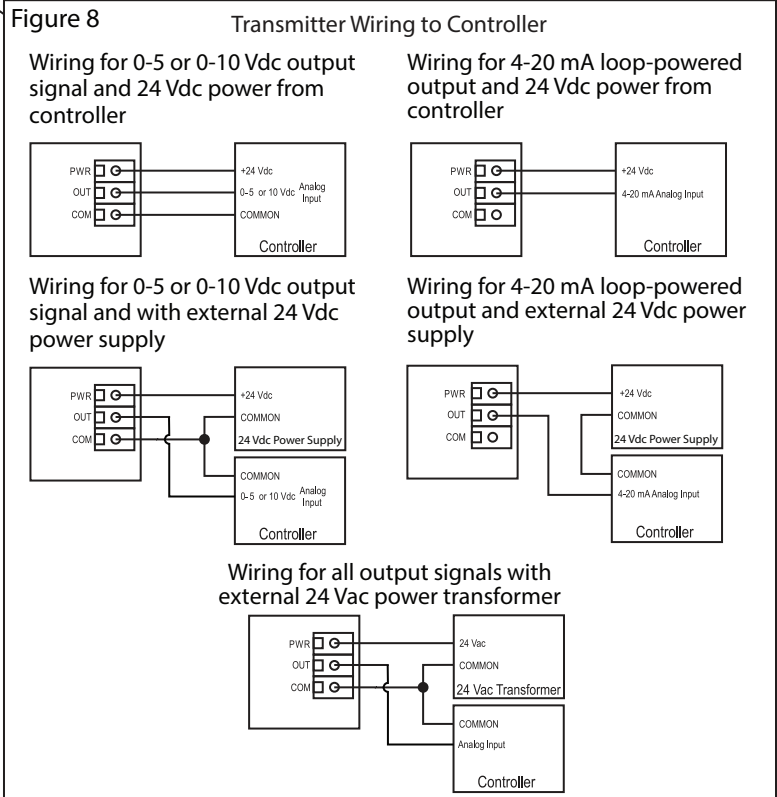 Figure 8
Transmitter Wiring to Controller
Wiring for 0-5 or 0-10 Vdc output
signal and 24 Vdc power from
controller
PWR
OUT
COM
+24 Vdc
0-5 or 10 Vdc Analog
Input
COMMON
Controller
Wiring for 4-20 mA loop-powered
output and 24 Vdc power from
controller
PWR
OUT
COM
+24 Vdc
4-20 mA Analog Input
Controller
Wiring for 0-5 or 0-10 Vdc output
signal and with external 24 Vdc
power supply
PWR
OUT
COM
+24 Vdc
COMMON
24 Vdc Power Supply
COMMON
0-5 or 10 Vdc Analog
Input
Controller
Wiring for 4-20 mA loop-powered
output and external 24 Vdc power
supply
PWR
OUT
COM
+24 Vdc
COMMON
24 Vdc Power Supply
COMMON
4-20 mA Analog Input
Controller
Wiring for all output signals with
external 24 Vac power transformer
PWR
OUT
COM
24 Vac
COMMON
24 Vac Transformer
COMMON
Analog Input
Controller